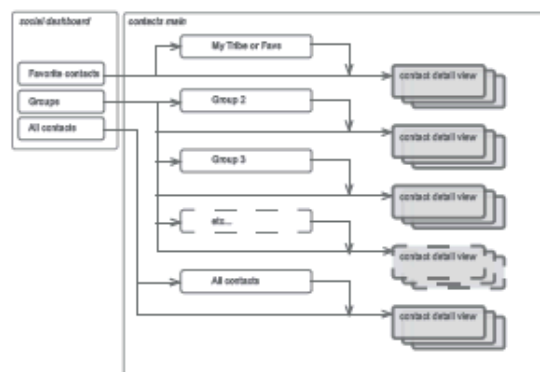 social dashboard
contacts main
My Tribe or Favs
Favorite contacts
contact detail view
Groups
Group 2
All contacts
contact detail view
Group 3
contact detail view
etc...
contact detail view
All contacts
contact detail view